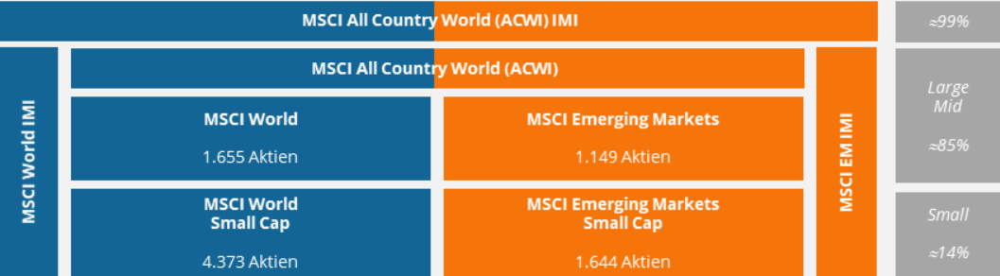 MSCI All Country World (ACWI) IMI
≈99%
MSCI World IMI
MSCI All Country World (ACWI)
MSCI World
1.655 Aktien
MSCI Emerging Markets
1.149 Aktien
MSCI EM IMI
Large
Mid
≈85%
MSCI World
Small Cap
4.373 Aktien
MSCI Emerging Markets
Small Cap
1.644 Aktien
Small
≈14%